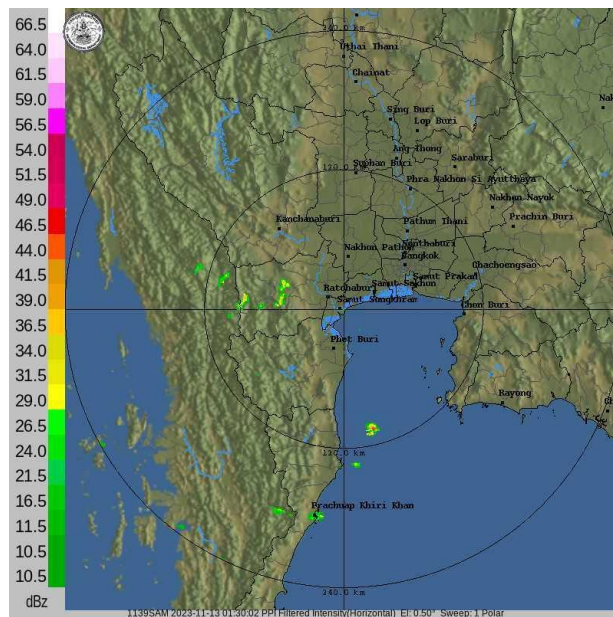 66.5
64.0
61.5
59.0
56.5
54.0
51.5
49.0
46.5
44.0
41.5
39.0
36.5
34.0
31.5
29.0
26.5
24.0
21.5
16.5
11.5
10.5
10.5
dBz
240.0 km
Uthai Thani
Chainat
Sing Buri
Lop Buri
Ang Thong
Saraburi
120.0 km
Suphan Buri
Phra Nakhon Si Ayutthaya
Nakhon Nayok
Kanchanaburi
Pathum Thani
Prachin Buri
Nonthaburi
Nakhon Pathom
Bangkok
Chachoengsao
Samut Prakan
Ratchaburi
Samut Sakhon
Samut Songkhram
Chon Buri
Phet Buri
Rayong
120.0 km
Prachuap Khiri Khan
240.0 km
1139SAM 2023-11-13 01:30:02 PPI Filtered Intensity(Horizontal) El: 0.50° Sweep: 1 Polar